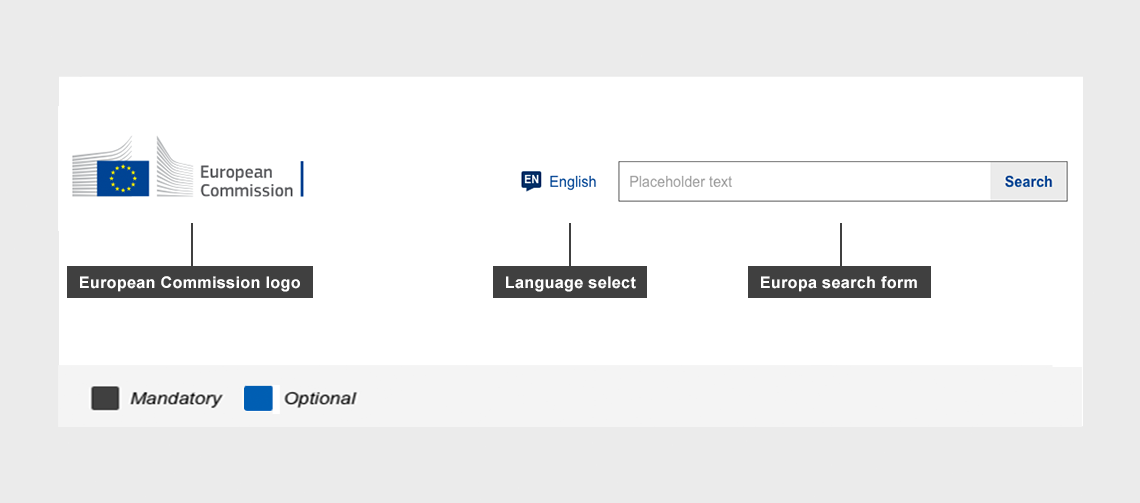 European
Commission
EN English
Placeholder text
Search
European Commission logo
Language select
Europa search form
Mandatory
Optional